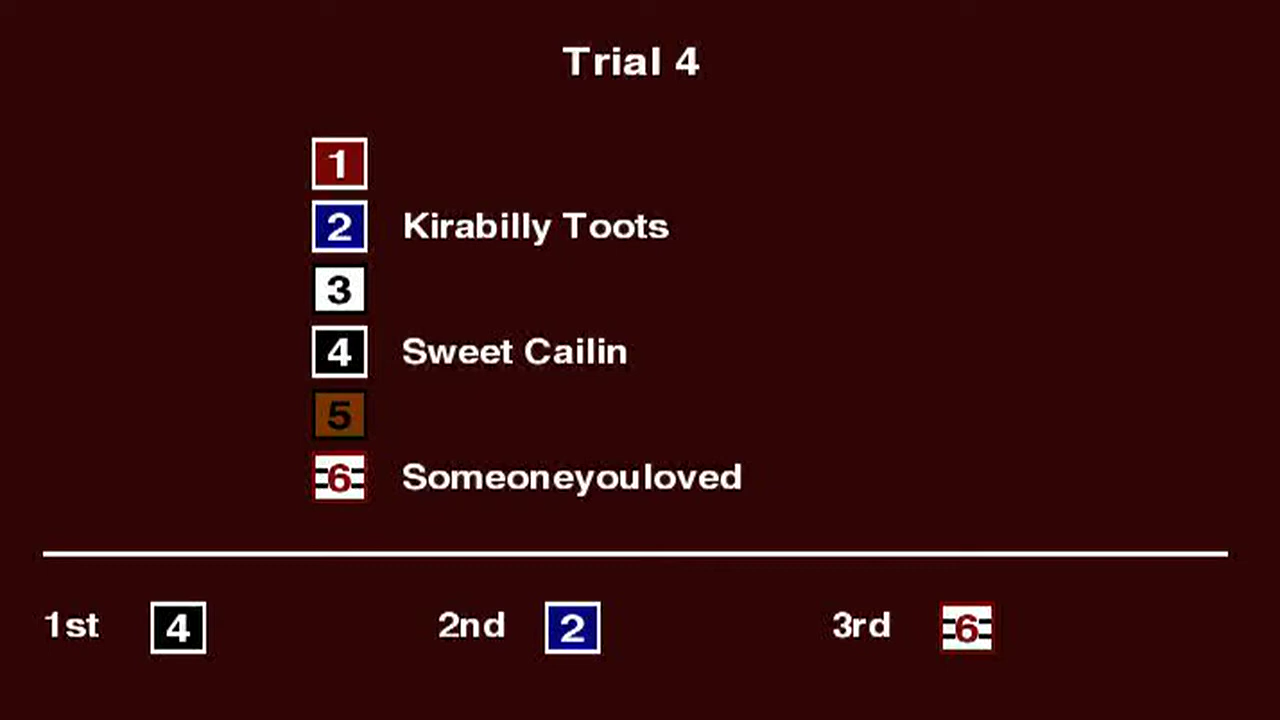 Trial 4
1
2 Kirabilly Toots
3
4 Sweet Cailin
5
6 Someoneyouloved
1st 4 2nd 2 3rd 6